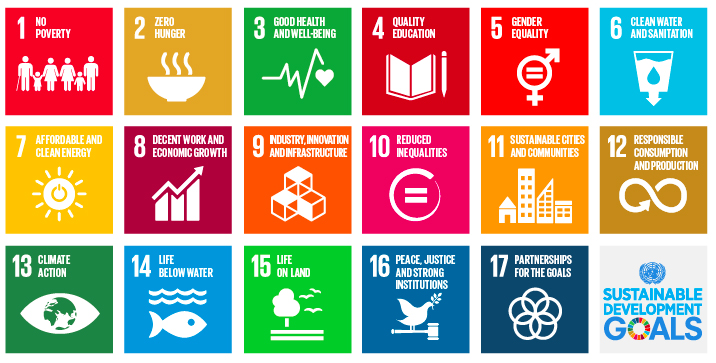 1 NO
POVERTY
2 ZERO
HUNGER
3 GOOD HEALTH
AND WELL-BEING
4 QUALITY
EDUCATION
5 GENDER
EQUALITY
6 CLEAN WATER
AND SANITATION
7 AFFORDABLE AND
CLEAN ENERGY
8 DECENT WORK AND
ECONOMIC GROWTH
9 INDUSTRY, INNOVATION
AND INFRASTRUCTURE
10 REDUCED
INEQUALITIES
11 SUSTAINABLE CITIES
AND COMMUNITIES
12 RESPONSIBLE
CONSUMPTION
AND PRODUCTION
13 CLIMATE
ACTION
14 LIFE
BELOW WATER
15 LIFE
ON LAND
16 PEACE, JUSTICE
AND STRONG
INSTITUTIONS
17 PARTNERSHIPS
FOR THE GOALS
SUSTAINABLE
DEVELOPMENT
GOALS